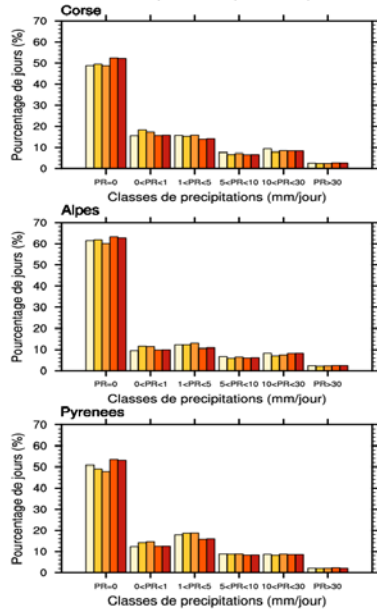 Corse
Pourcentage de jours (%)
70
60
50
40
30
20
10
0
PR=0 0<PR<1 1<PR<5 5<PR<10 10<PR<30 PR>30
Classes de precipitations (mm/jour)
Alpes
Pourcentage de jours (%)
70
60
50
40
30
20
10
0
PR=0 0<PR<1 1<PR<5 5<PR<10 10<PR<30 PR>30
Classes de precipitations (mm/jour)
Pyrenees
Pourcentage de jours (%)
70
60
50
40
30
20
10
0
PR=0 0<PR<1 1<PR<5 5<PR<10 10<PR<30 PR>30
Classes de precipitations (mm/jour)